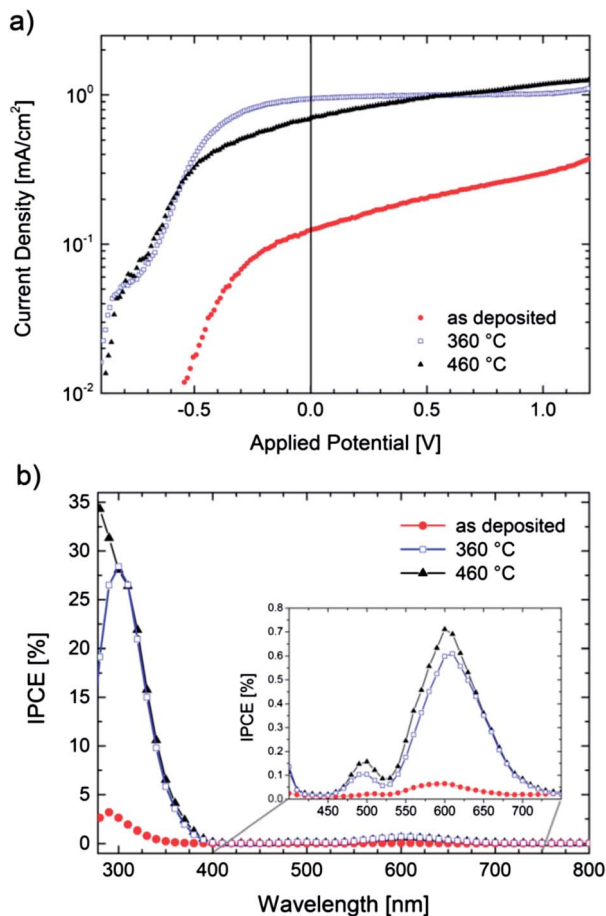 a)
Current Density [mA/cm²]
10⁰
10⁻¹
10⁻²
as deposited
360 °C
460 °C
-0.5 0.0 0.5 1.0
Applied Potential [V]
b)
IPCE [%]
35
30
25
20
15
10
5
0
as deposited
360 °C
460 °C
IPCE [%]
0.8
0.7
0.6
0.5
0.4
0.3
0.2
0.1
0.0
400 450 500 550 600 650 700
300 400 500 600 700 800
Wavelength [nm]